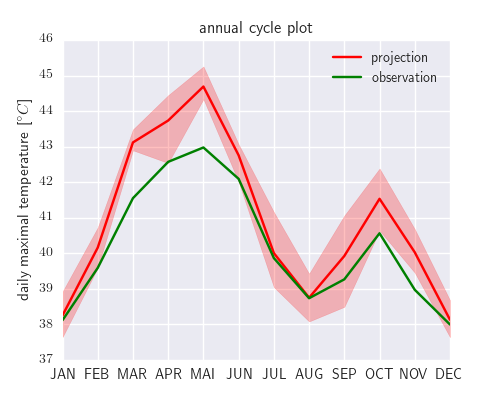 annual cycle plot
projection
observation
daily maximal temperature [°C]
46
45
44
43
42
41
40
39
38
37
JAN FEB MAR APR MAI JUN JUL AUG SEP OCT NOV DEC